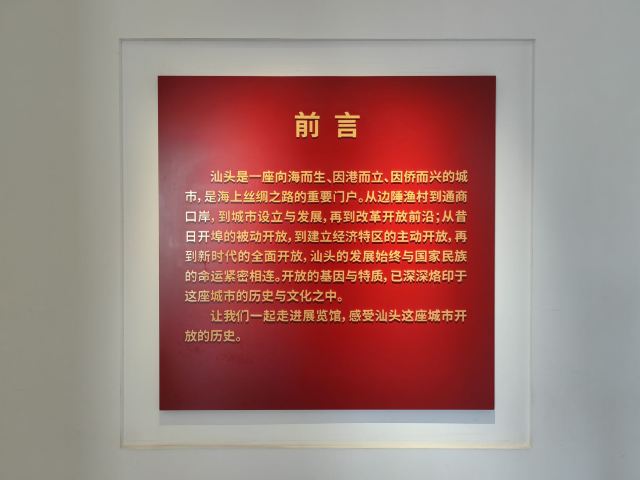 前言
汕头是一座向海而生、因港而立、因侨而兴的城
市，是海上丝绸之路的重要门户。从边陲渔村到通商
口岸，到城市设立与发展，再到改革开放前沿；从昔
日开埠的被动开放，到建立经济特区的主动开放，再
到新时代的全面开放，汕头的发展始终与国家民族
的命运紧密相连。开放的基因与特质，已深深烙印于
这座城市的历史与文化之中。
让我们一起走进展览馆，感受汕头这座城市开
放的历史。